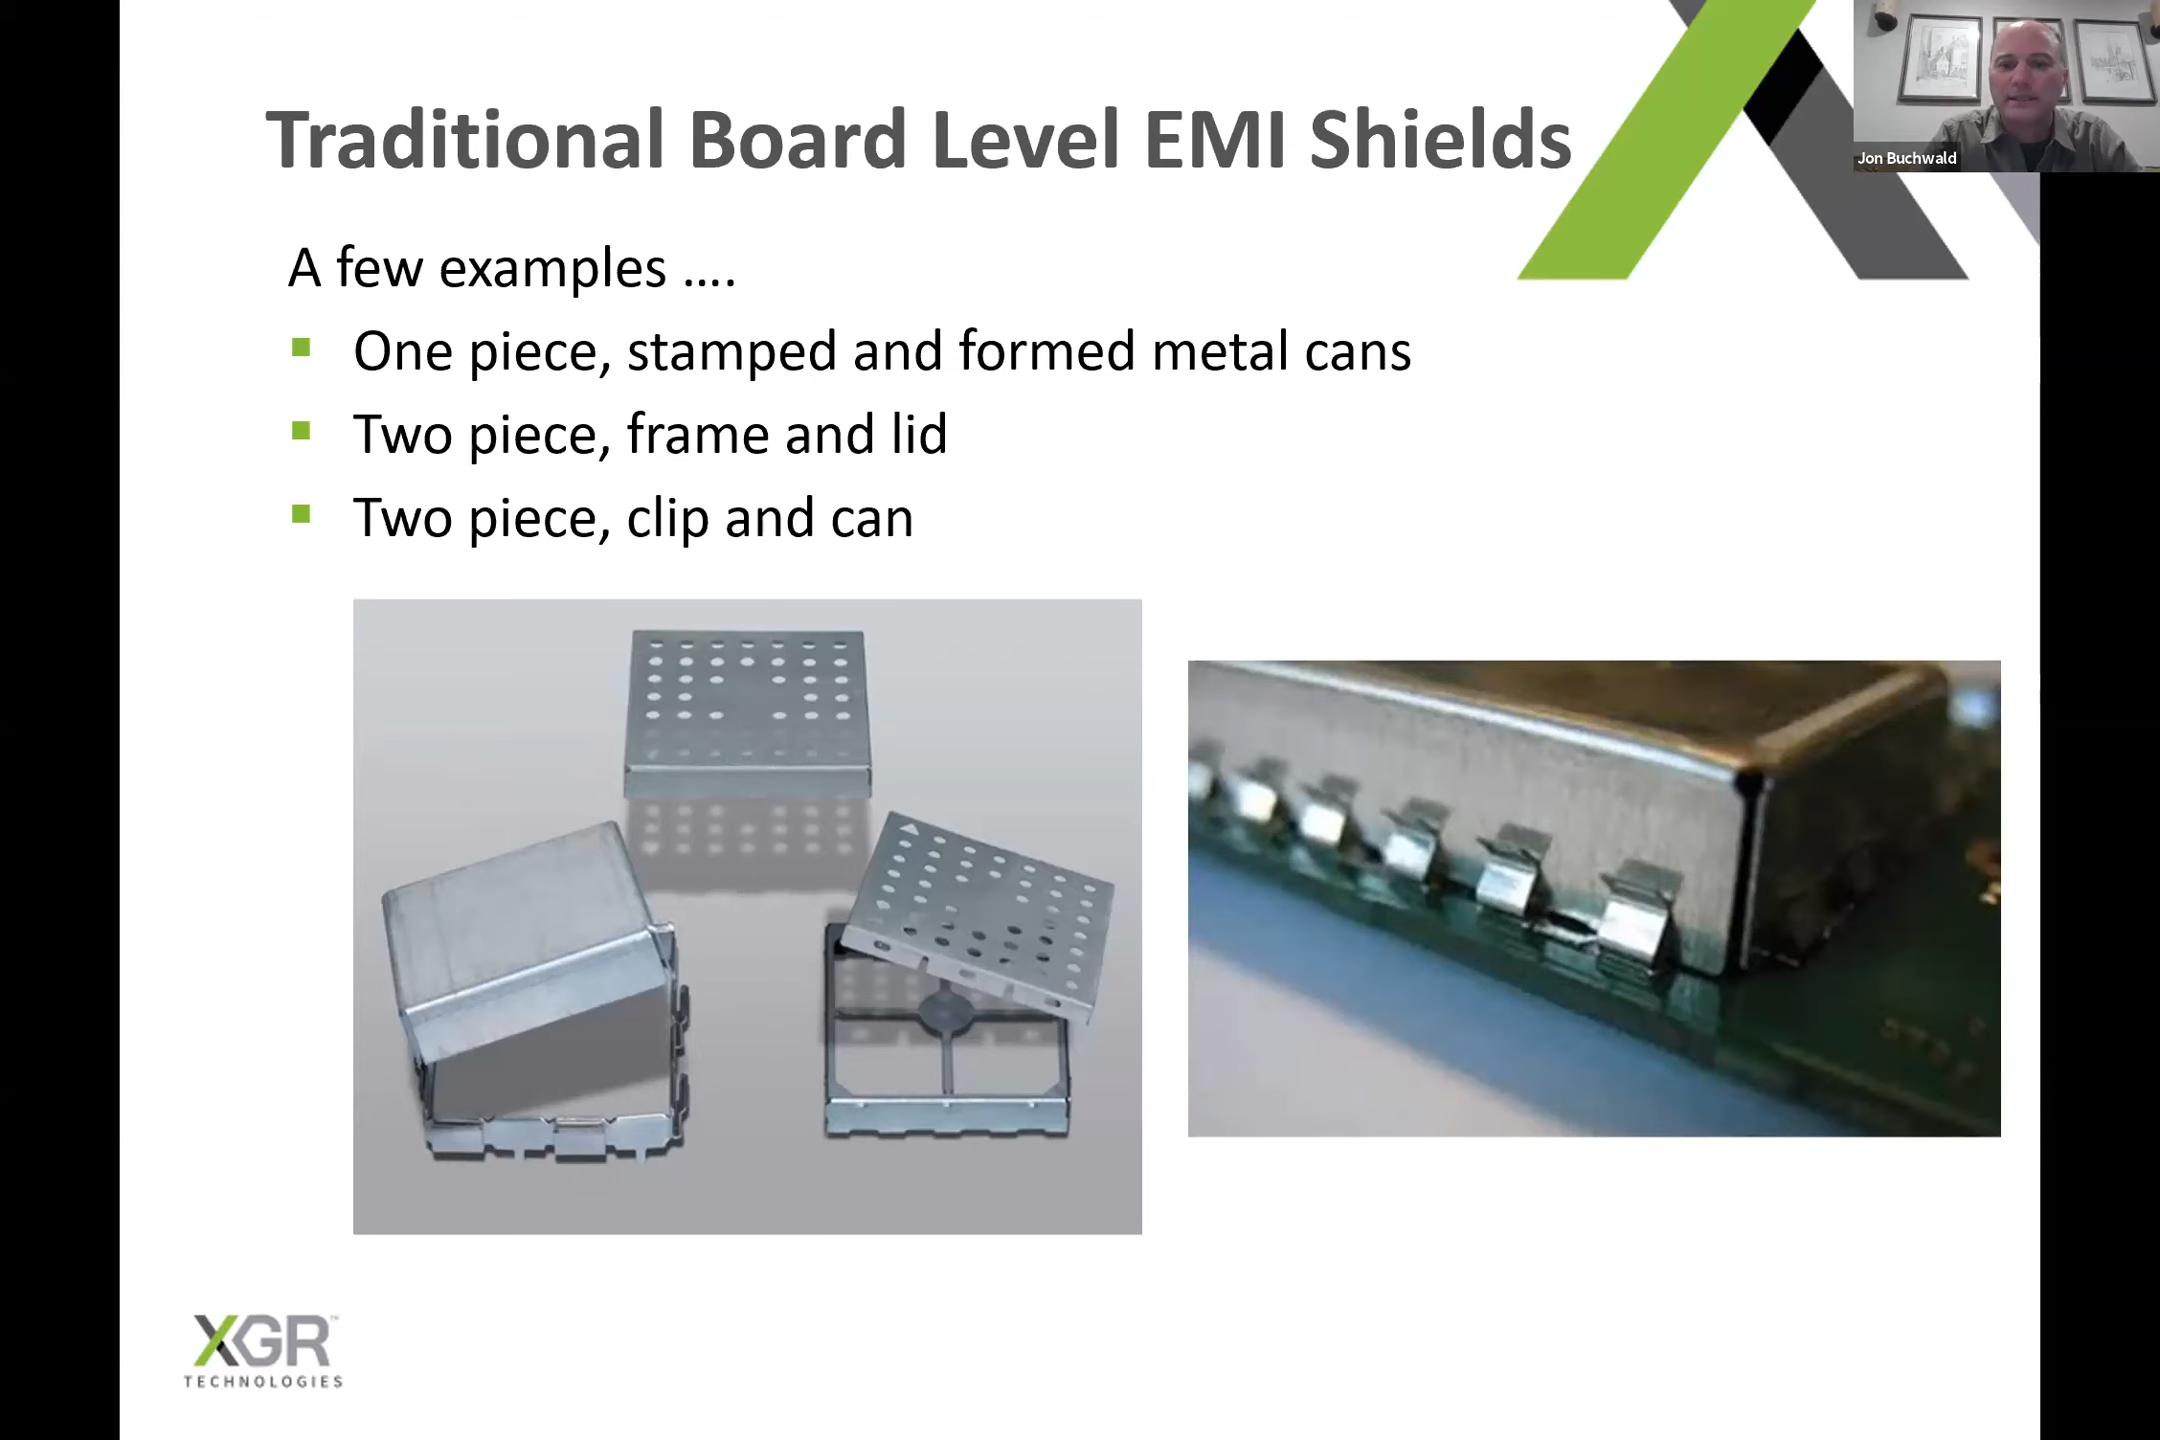 Traditional Board Level EMI Shields
Jon Buchwald
A few examples ....
▪ One piece, stamped and formed metal cans
▪ Two piece, frame and lid
▪ Two piece, clip and can
XGR™
TECHNOLOGIES